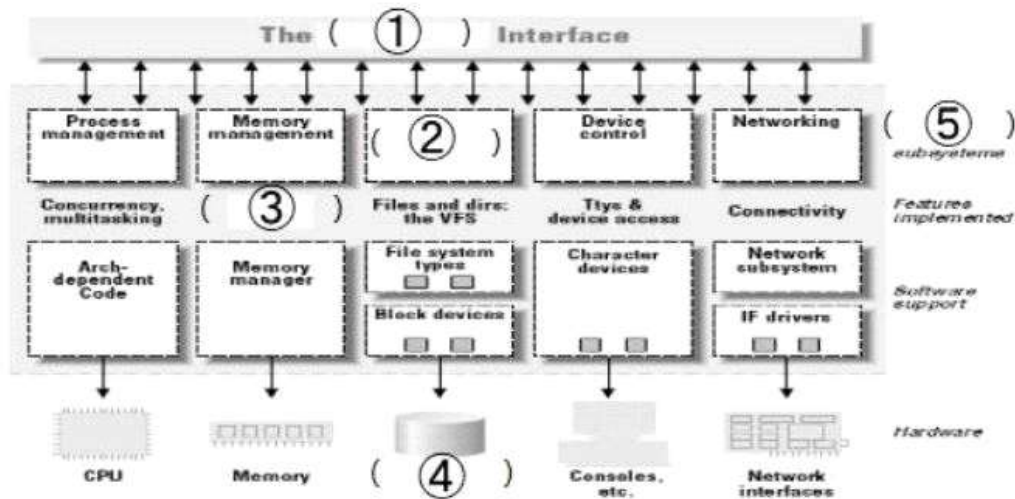 The ( ① ) Interface
Process
management
Memory
management
( ② )
Device
control
Networking
( ⑤ )
subsystems
Concurrency,
multitasking
( ③ )
Files and dirs:
the VFS
Ttys &
device access
Connectivity
Features
implemented
Arch-
dependent
Code
Memory
manager
File system
types
Character
devices
Network
subsystem
Software
support
Block devices
IF drivers
Hardware
CPU
Memory
( ④ )
Consoles,
etc.
Network
interfaces